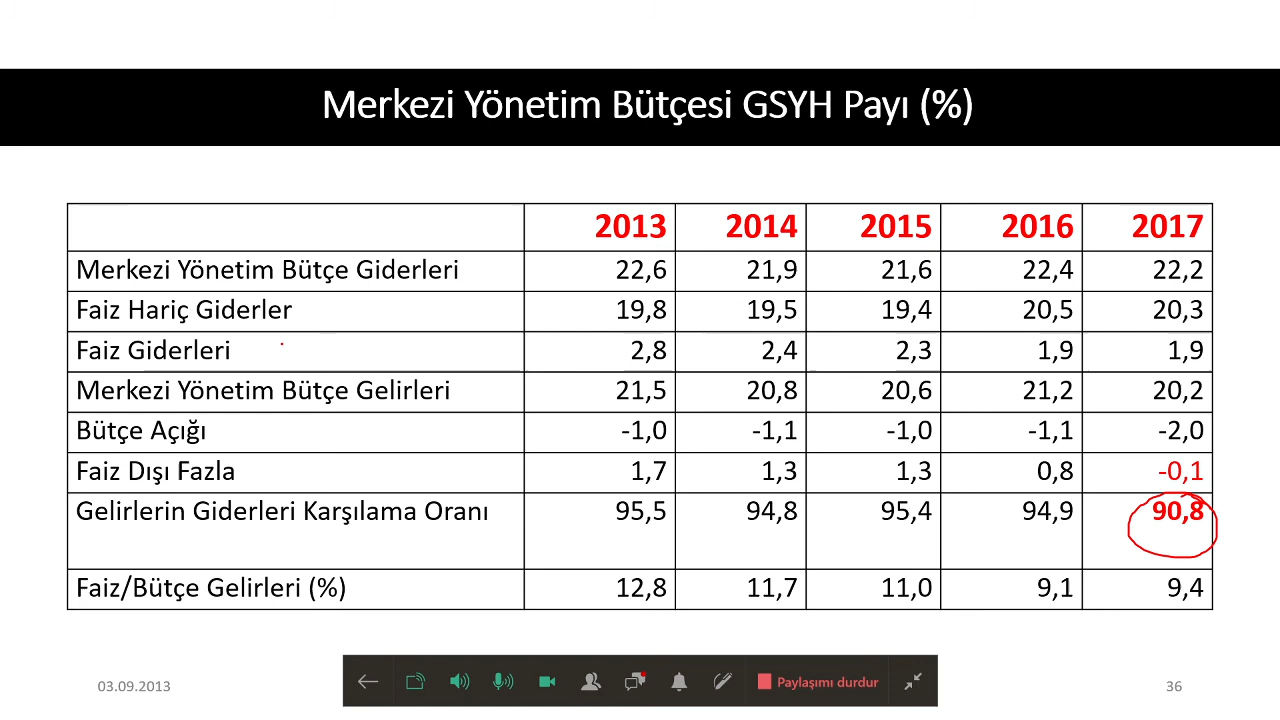 Merkezi Yönetim Bütçesi GSYH Payı (%)
2013 2014 2015 2016 2017
Merkezi Yönetim Bütçe Giderleri 22,6 21,9 21,6 22,4 22,2
Faiz Hariç Giderler 19,8 19,5 19,4 20,5 20,3
Faiz Giderleri 2,8 2,4 2,3 1,9 1,9
Merkezi Yönetim Bütçe Gelirleri 21,5 20,8 20,6 21,2 20,2
Bütçe Açığı -1,0 -1,1 -1,0 -1,1 -2,0
Faiz Dışı Fazla 1,7 1,3 1,3 0,8 -0,1
Gelirlerin Giderleri Karşılama Oranı 95,5 94,8 95,4 94,9 90,8
Faiz/Bütçe Gelirleri (%) 12,8 11,7 11,0 9,1 9,4
03.09.2013
Paylaşımı durdur
36